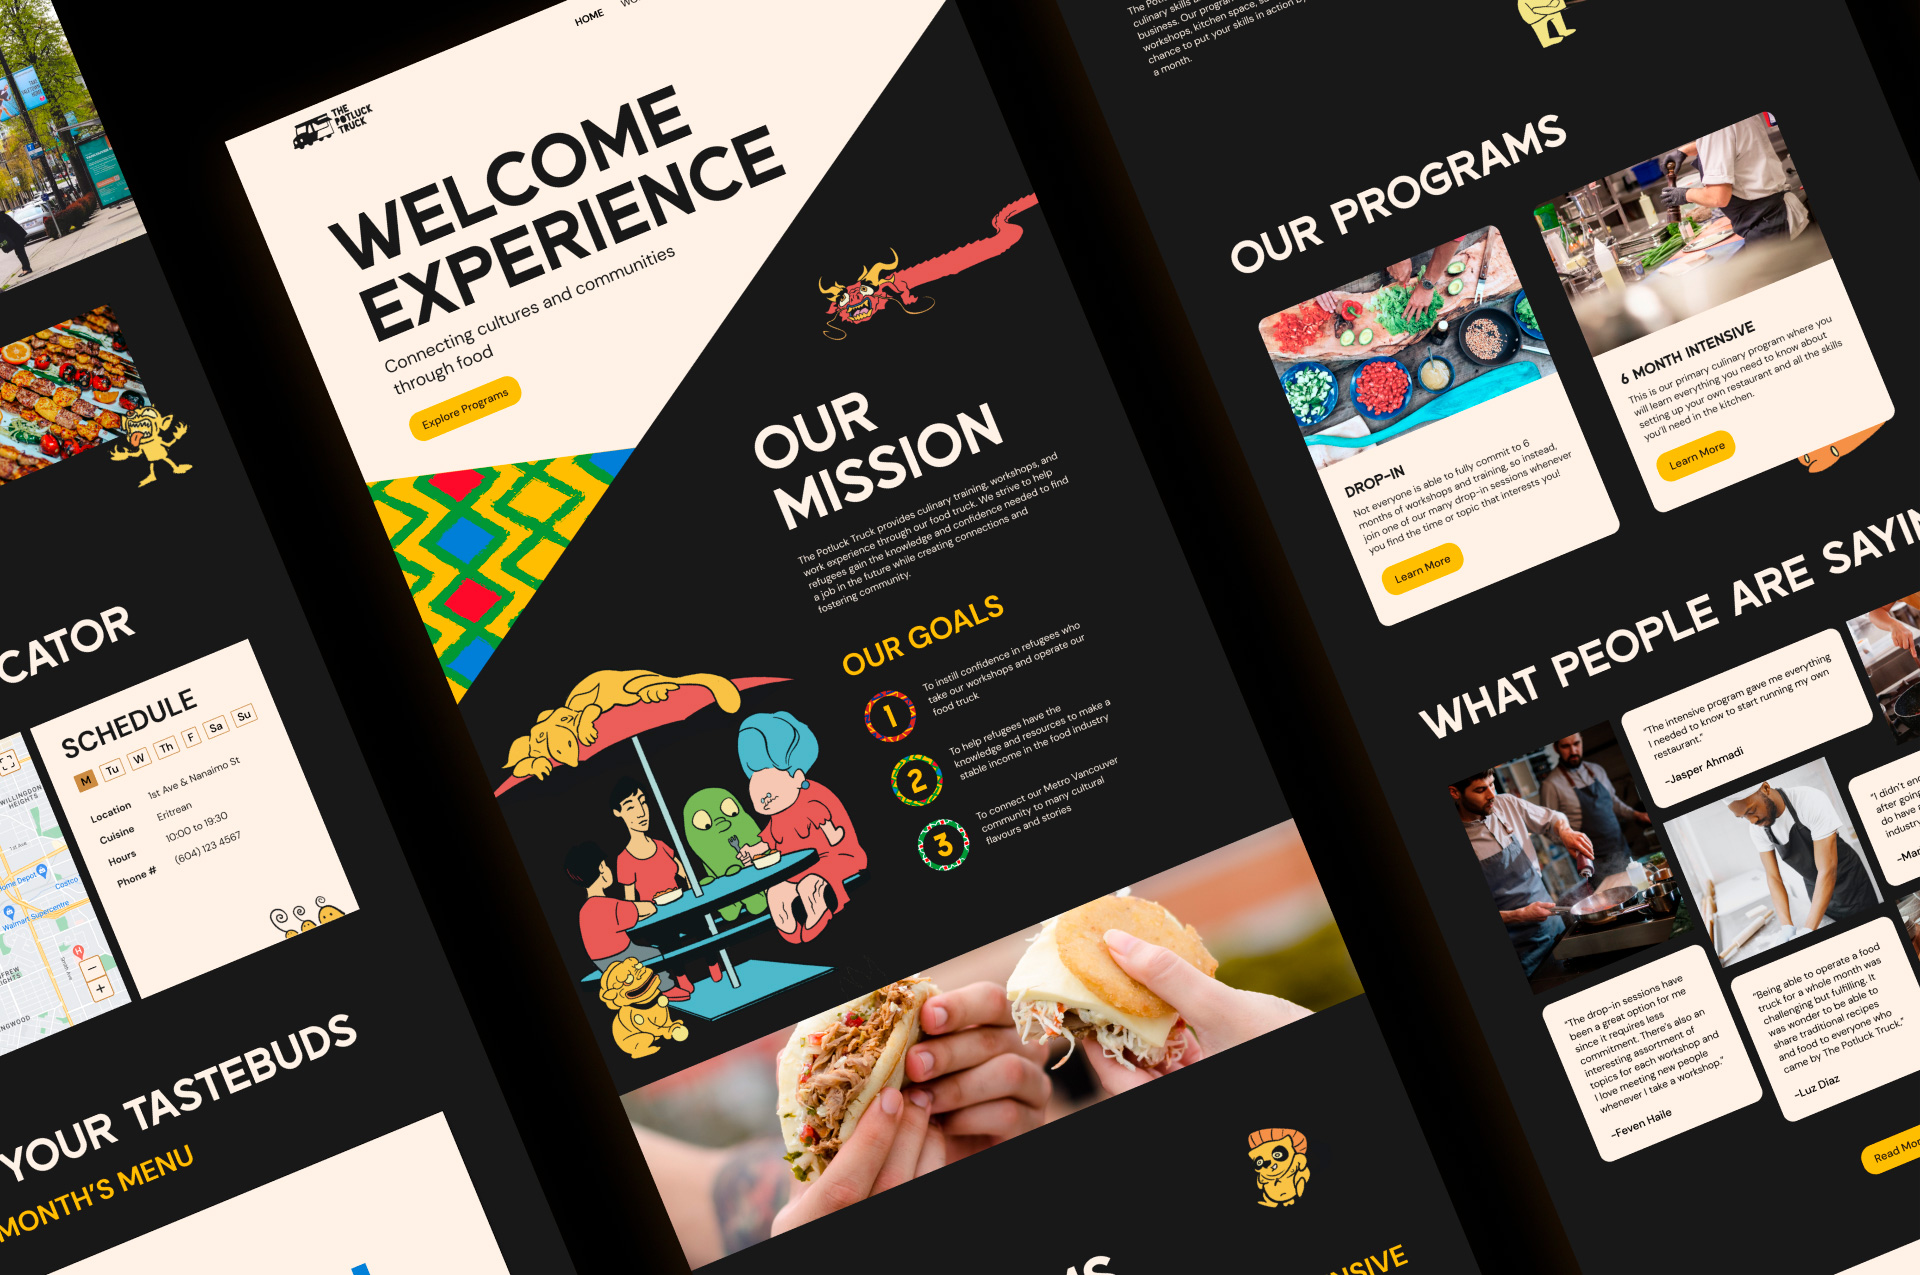 CATOR
SCHEDULE
M Tu W Th F Sa Su
Location 1st Ave & Nanaimo St
Cuisine Eritrean
Hours 10:00 to 19:30
Phone # (604) 123 4567
WILLINGDON
HEIGHTS
1st Ave
Home Depot
Costco
Walmart Supercentre
YOUR TASTEBUDS
MONTH'S MENU
HOME
THE
POTLUCK
TRUCK
WELCOME
EXPERIENCE
Connecting cultures and communities
through food
Explore Programs
OUR
MISSION
The Potluck Truck provides culinary training, workshops, and
work experience through our food truck. We strive to help
refugees gain the knowledge and confidence needed to find
a job in the future while creating connections and
fostering community.
OUR GOALS
1
To instill confidence in refugees who
take our workshops and operate our
food truck
2
To help refugees have the
knowledge and resources to make a
stable income in the food industry
3
To connect our Metro Vancouver
community to many cultural
flavours and stories
MS
NSIVE
culinary skills
business. Our program
workshops, kitchen space,
chance to put your skills in action
a month.
OUR PROGRAMS
DROP-IN
Not everyone is able to fully commit to 6
months of workshops and training, so instead,
join one of our many drop-in sessions whenever
you find the time or topic that interests you!
Learn More
6 MONTH INTENSIVE
This is our primary culinary program where you
will learn everything you need to know about
setting up your own restaurant and all the skills
you'll need in the kitchen.
Learn More
WHAT PEOPLE ARE SAYIN
"The intensive program gave me everything
I needed to know to start running my own
restaurant."
-Jasper Ahmadi
"I didn't en
after going
do have
industry
-Mar
"The drop-in sessions have
been a great option for me
since it requires less
commitment. There's also an
interesting assortment of
topics for each workshop and
I love meeting new people
whenever I take a workshop."
-Feven Haile
"Being able to operate a food
truck for a whole month was
challenging but fulfilling. It
was wonder to be able to
share traditional recipes
and food to everyone who
came by The Potluck Truck."
-Luz Diaz
Read Mor